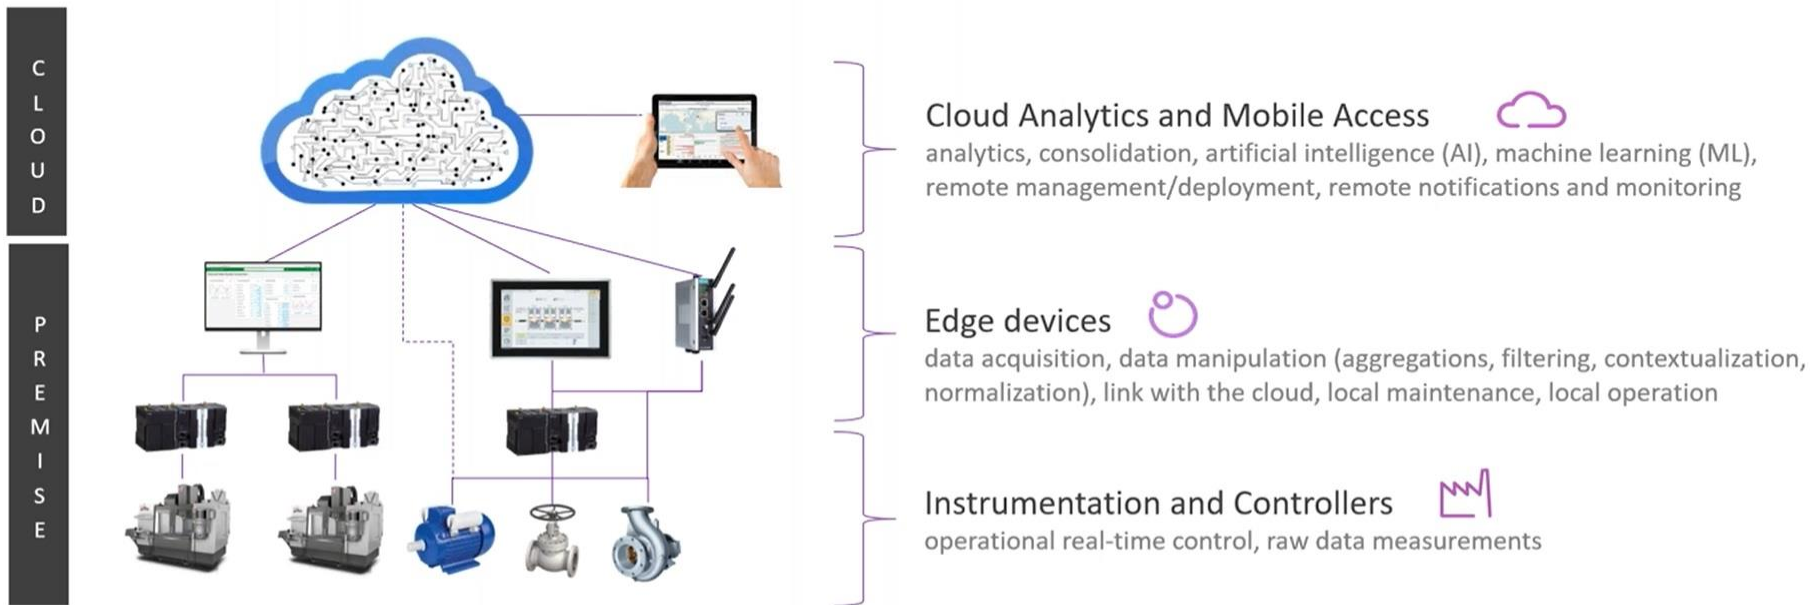 CLOUD
Cloud Analytics and Mobile Access
analytics, consolidation, artificial intelligence (AI), machine learning (ML),
remote management/deployment, remote notifications and monitoring
PREMISE
Edge devices
data acquisition, data manipulation (aggregations, filtering, contextualization,
normalization), link with the cloud, local maintenance, local operation
Instrumentation and Controllers
operational real-time control, raw data measurements